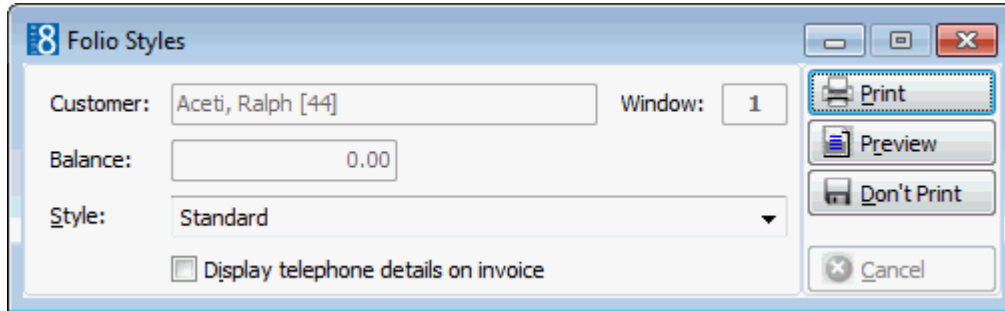 8 Folio Styles
Customer: Aceti, Ralph [44] Window: 1
Balance: 0.00
Style: Standard
Display telephone details on invoice
Print
Preview
Don't Print
Cancel